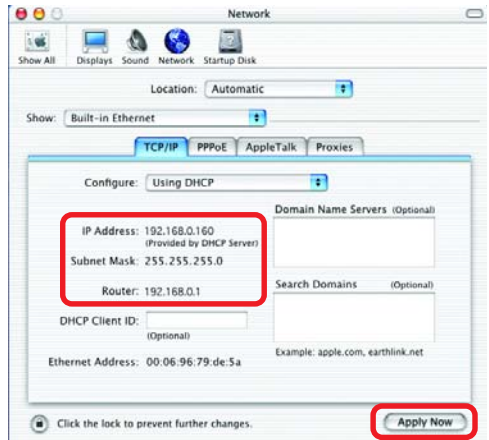 Network
Show All Displays Sound Network Startup Disk
Location: Automatic
Show: Built-in Ethernet
TCP/IP PPPoE AppleTalk Proxies
Configure: Using DHCP
Domain Name Servers (Optional)
IP Address: 192.168.0.160
(Provided by DHCP Server)
Subnet Mask: 255.255.255.0
Router: 192.168.0.1
Search Domains (Optional)
DHCP Client ID:
(Optional)
Example: apple.com, earthlink.net
Ethernet Address: 00:06:96:79:de:5a
Click the lock to prevent further changes.
Apply Now